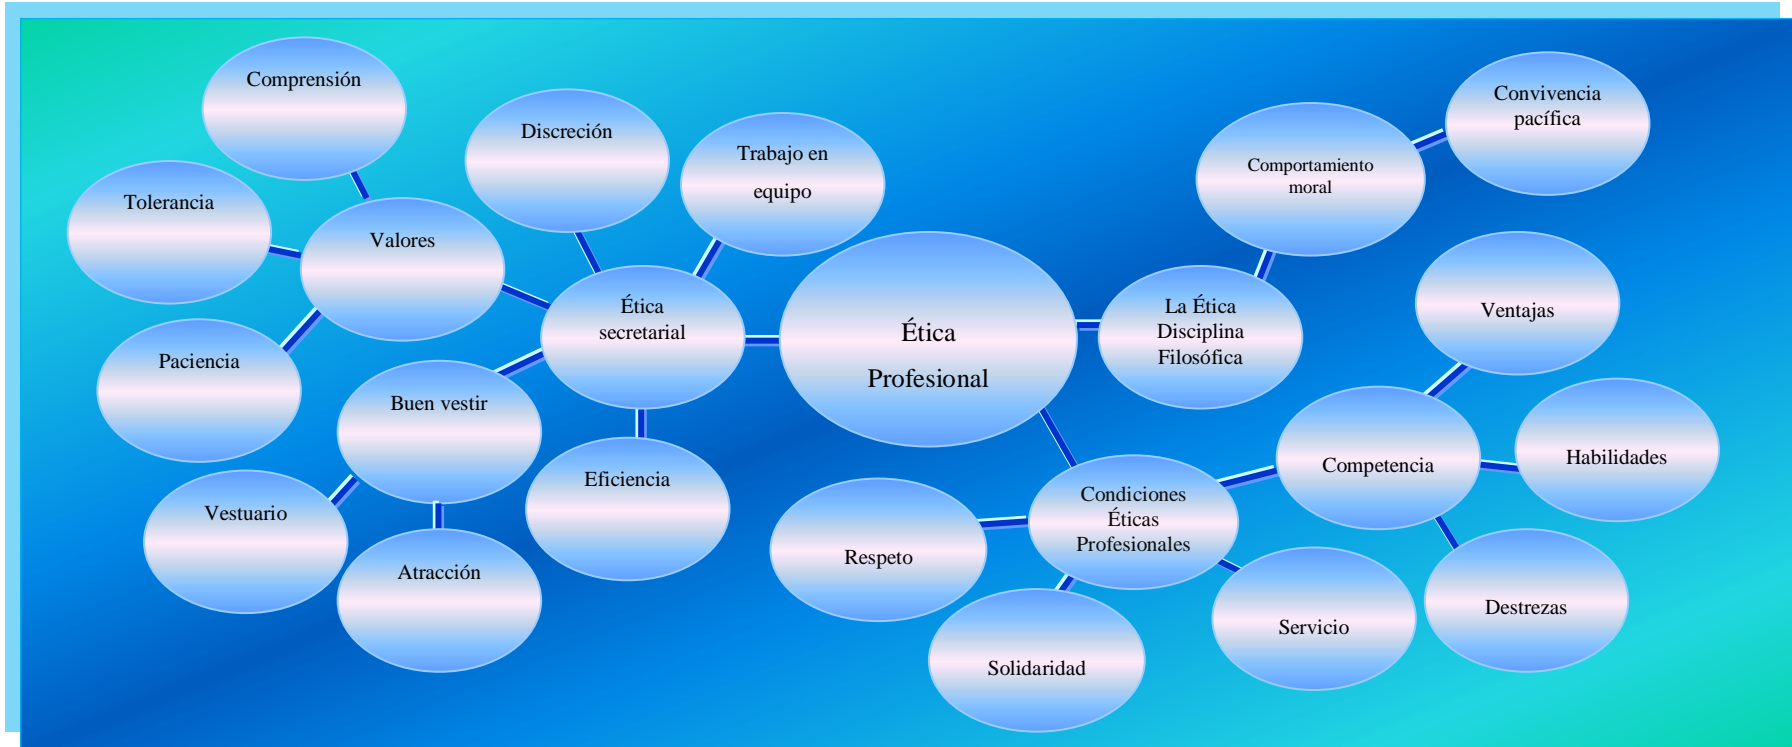 Comprensión
Discreción
Trabajo en
equipo
Convivencia
pacífica
Comportamiento
moral
Tolerancia
Valores
Ética
secretarial
Ética
Profesional
La Ética
Disciplina
Filosófica
Ventajas
Paciencia
Buen vestir
Eficiencia
Condiciones
Éticas
Profesionales
Competencia
Habilidades
Vestuario
Atracción
Respeto
Solidaridad
Servicio
Destrezas